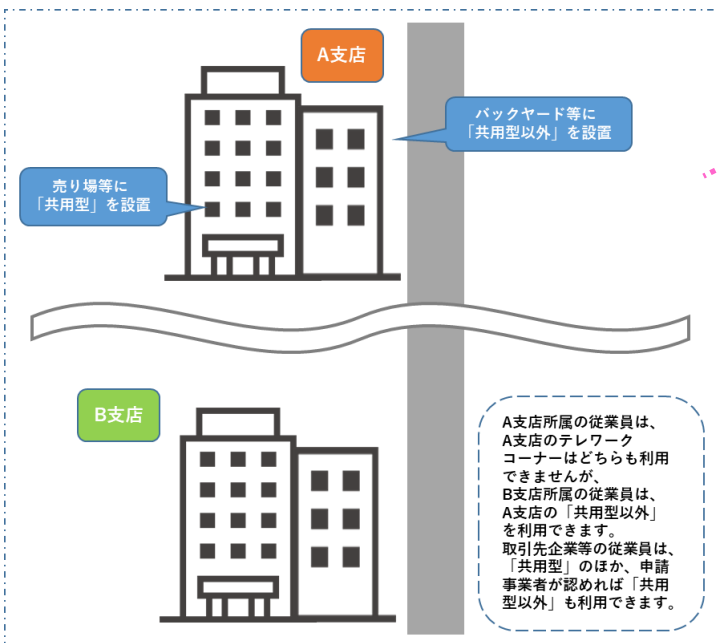 A支店
バックヤード等に
「共用型以外」を設置
売り場等に
「共用型」を設置
B支店
A支店所属の従業員は、
A支店のテレワーク
コーナーはどちらも利用
できませんが、
B支店所属の従業員は、
A支店の「共用型以外」
を利用できます。
取引先企業等の従業員は、
「共用型」のほか、申請
事業者が認めれば「共用
型以外」も利用できます。